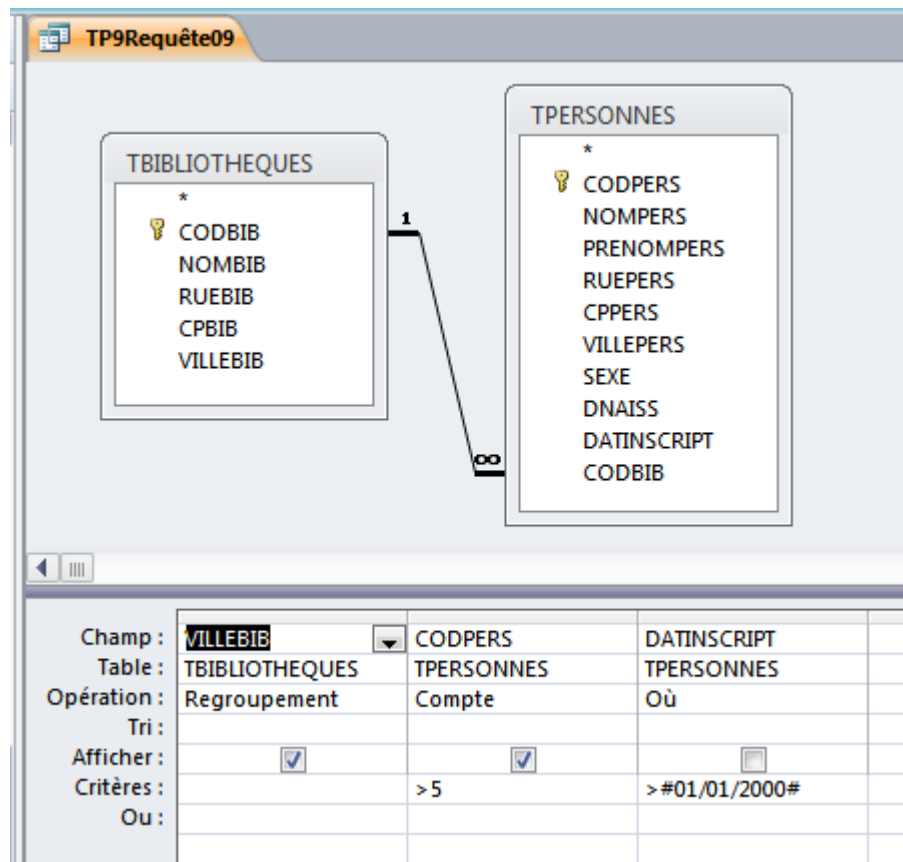 TP9Requête09
TBIBLIOTHEQUES
*
CODBIB
NOMBIB
RUEBIB
CPBIB
VILLEBIB
1
∞
TPERSONNES
*
CODPERS
NOMPERS
PRENOMPERS
RUEPERS
CPPERS
VILLEPERS
SEXE
DNAISS
DATINSCRIPT
CODBIB
Champ : VILLEBIB CODPERS DATINSCRIPT
Table : TBIBLIOTHEQUES TPERSONNES TPERSONNES
Opération : Regroupement Compte Où
Tri :
Afficher :
Critères : >5 >#01/01/2000#
Ou :